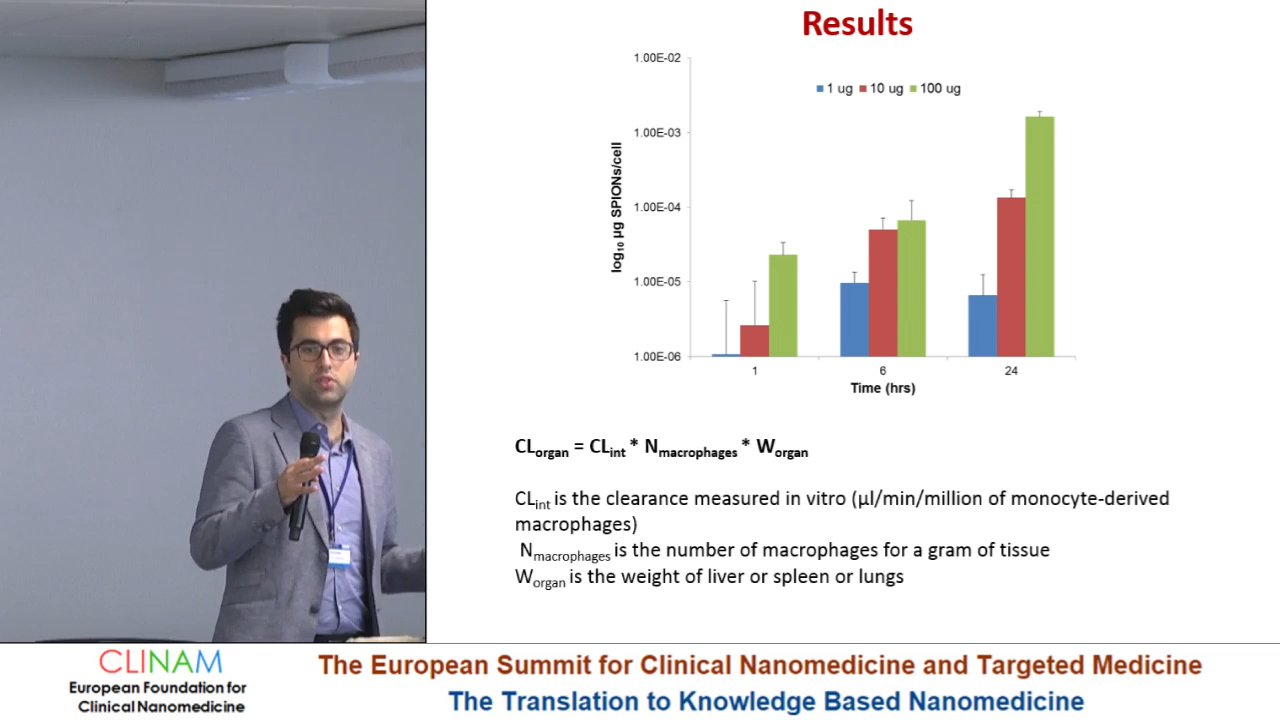 Results
1.00E-02
1 ug 10 ug 100 ug
1.00E-03
1.00E-04
1.00E-05
1.00E-06
log10 µg SPIONs/cell
1 6 24
Time (hrs)
CLorgan = CLint * Nmacrophages * Worgan
CLint is the clearance measured in vitro (µl/min/million of monocyte-derived
macrophages)
Nmacrophages is the number of macrophages for a gram of tissue
Worgan is the weight of liver or spleen or lungs
CLINAM
European Foundation for
Clinical Nanomedicine
The European Summit for Clinical Nanomedicine and Targeted Medicine
The Translation to Knowledge Based Nanomedicine